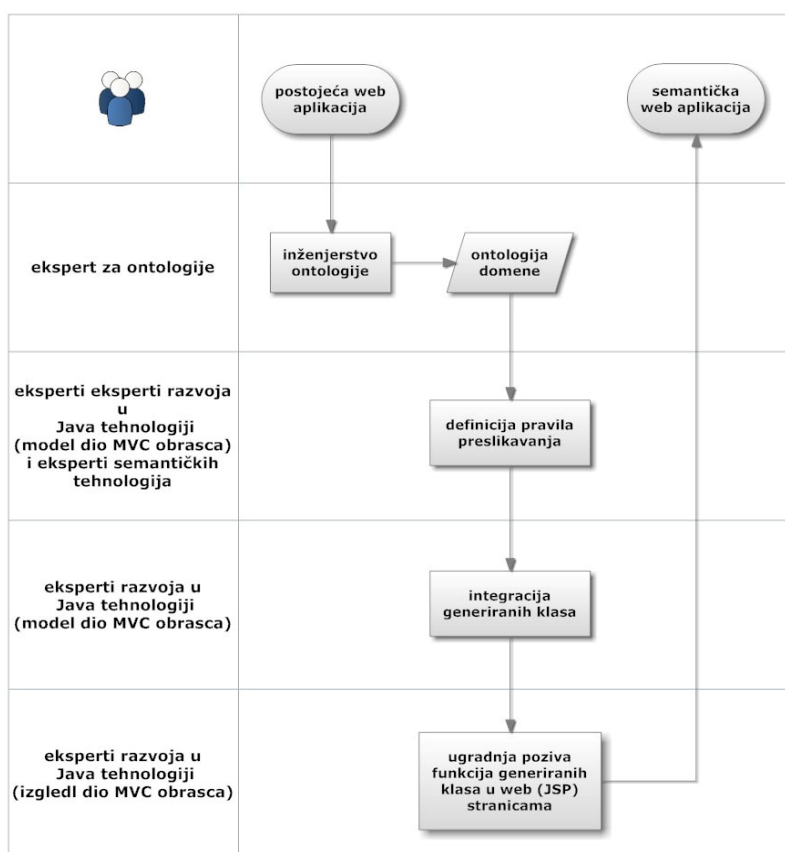 postojeća web
aplikacija
semantička
web aplikacija
ekspert za ontologije
inženjerstvo
ontologije
ontologija
domene
eksperti eksperti razvoja
u
Java tehnologiji
(model dio MVC obrasca)
i eksperti semantičkih
tehnologija
definicija pravila
preslikavanja
eksperti razvoja u
Java tehnologiji
(model dio MVC obrasca)
integracija
generiranih klasa
eksperti razvoja u
Java tehnologiji
(izgledl dio MVC obrasca)
ugradnja poziva
funkcija generiranih
klasa u web (JSP)
stranicama